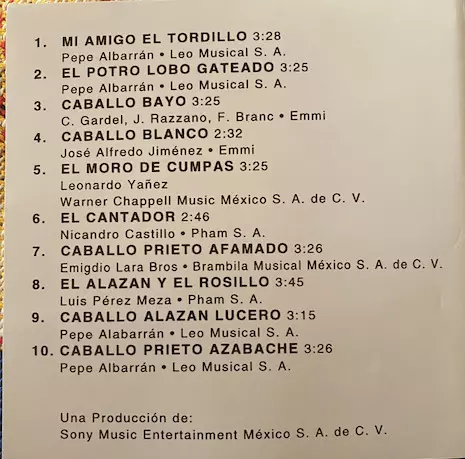 1. MI AMIGO EL TORDILLO 3:28
Pepe Albarrán • Leo Musical S. A.
2. EL POTRO LOBO GATEADO 3:25
Pepe Albarrán • Leo Musical S. A.
3. CABALLO BAYO 3:25
C. Gardel, J. Razzano, F. Branc • Emmi
4. CABALLO BLANCO 2:32
José Alfredo Jiménez • Emmi
5. EL MORO DE CUMPAS 3:25
Leonardo Yañez
Warner Chappell Music México S. A. de C. V.
6. EL CANTADOR 2:46
Nicandro Castillo • Pham S. A.
7. CABALLO PRIETO AFAMADO 3:26
Emigdio Lara Bros • Brambila Musical México S. A. de C. V.
8. EL ALAZAN Y EL ROSILLO 3:45
Luis Pérez Meza • Pham S. A.
9. CABALLO ALAZAN LUCERO 3:15
Pepe Alabarrán • Leo Musical S. A.
10. CABALLO PRIETO AZABACHE 3:26
Pepe Albarrán • Leo Musical S. A.
Una Producción de:
Sony Music Entertainment México S. A. de C. V.